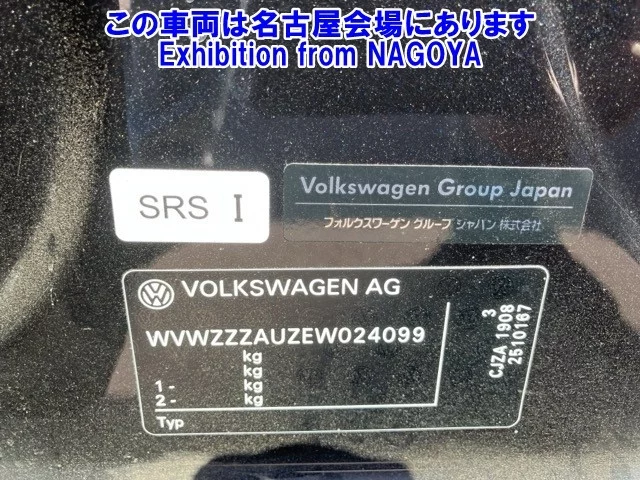 この車両は名古屋会場にあります
Exhibition from NAGOYA
SRS I
Volkswagen Group Japan
フォルクスワーゲン グループ ジャパン 株式会社
VOLKSWAGEN AG
WVWZZZAUZEW024099
kg
kg
1 - kg
2 - kg
Typ
3
CJZA 1908
2510167